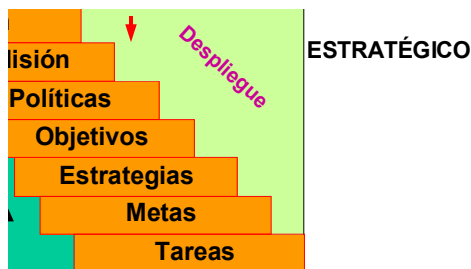 isión
Despliegue
ESTRATÉGICO
Políticas
Objetivos
Estrategias
Metas
Tareas